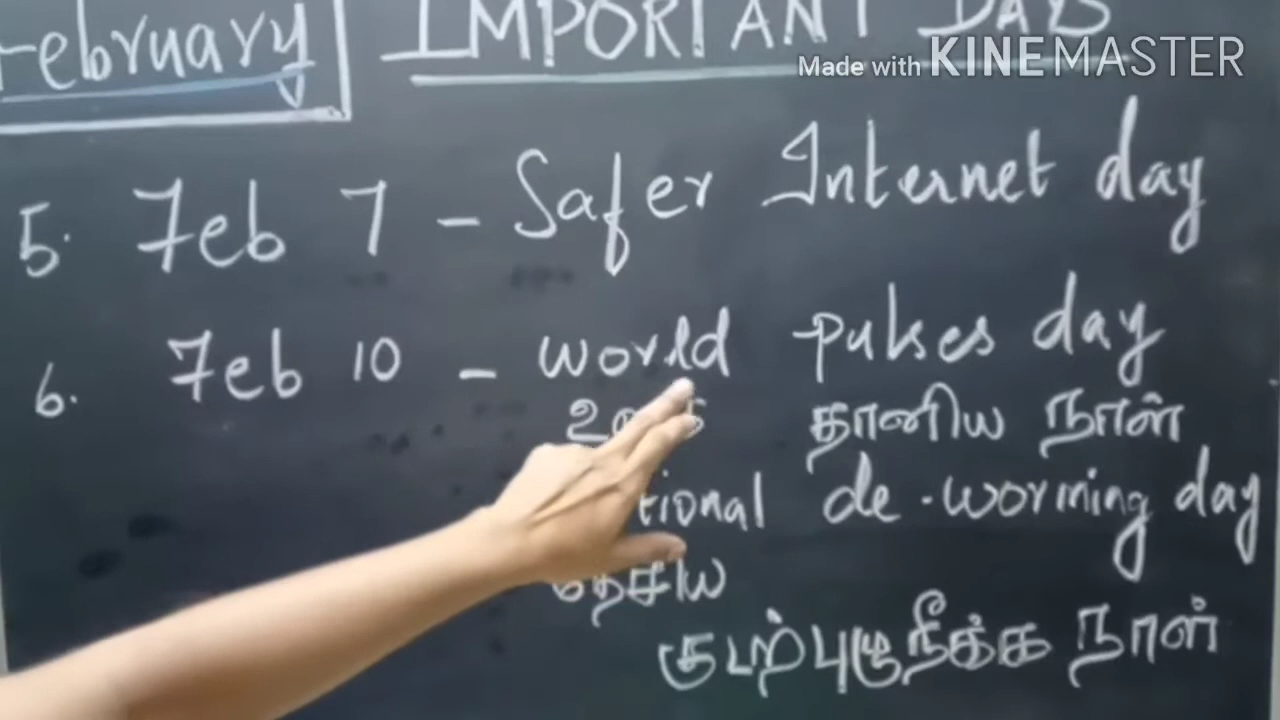 February
IMPORTANT DAYS
Made with KINEMASTER
5. Feb 7 - Safer Internet day
6. Feb 10 - world pulses day
தானிய நாள்
de-worming day
தேசிய
குடற்புழுநீக்க நாள்